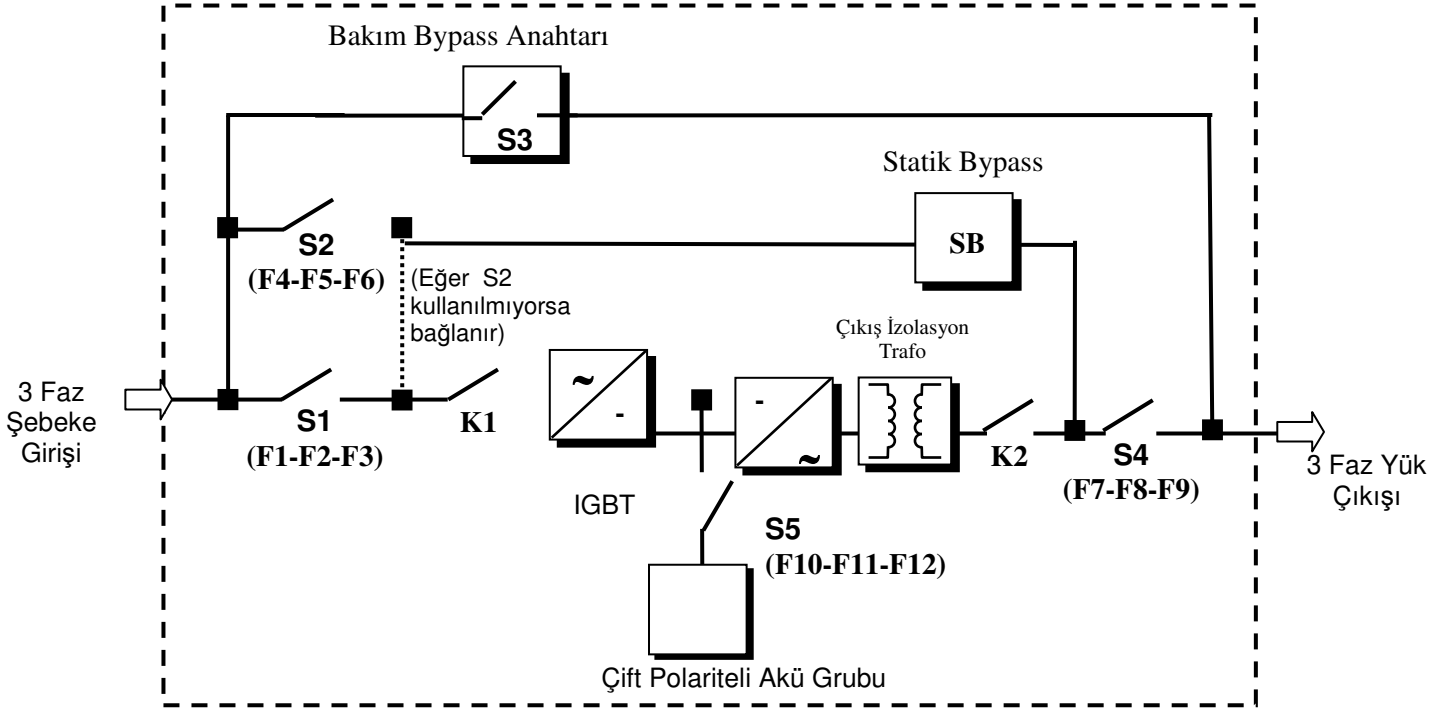 Bakım Bypass Anahtarı
S3
Statik Bypass
SB
S2
(F4-F5-F6)
(Eğer S2
kullanılmıyorsa
bağlanır)
Çıkış İzolasyon
Trafo
~
-
-
~
3 Faz
Şebeke
Girişi
S1
(F1-F2-F3)
K1
IGBT
K2
S4
(F7-F8-F9)
3 Faz Yük
Çıkışı
S5
(F10-F11-F12)
Çift Polariteli Akü Grubu